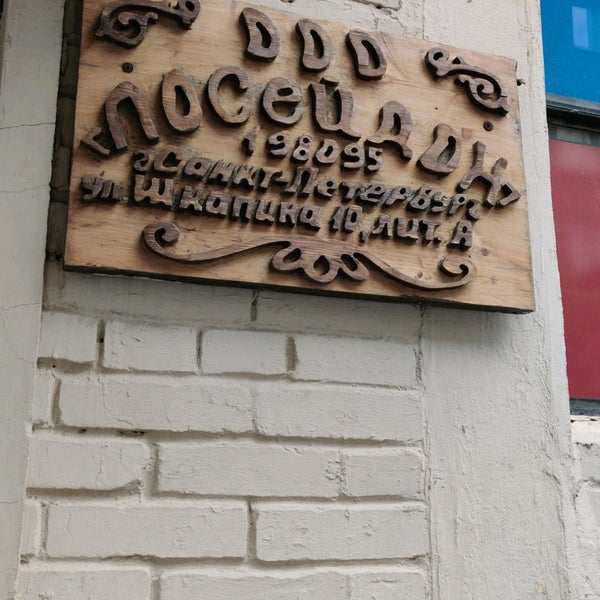 ООО
«ПОСЕЙДОН»
198095
г.Санкт-Петербург
ул. Шкапина 10, лит. А